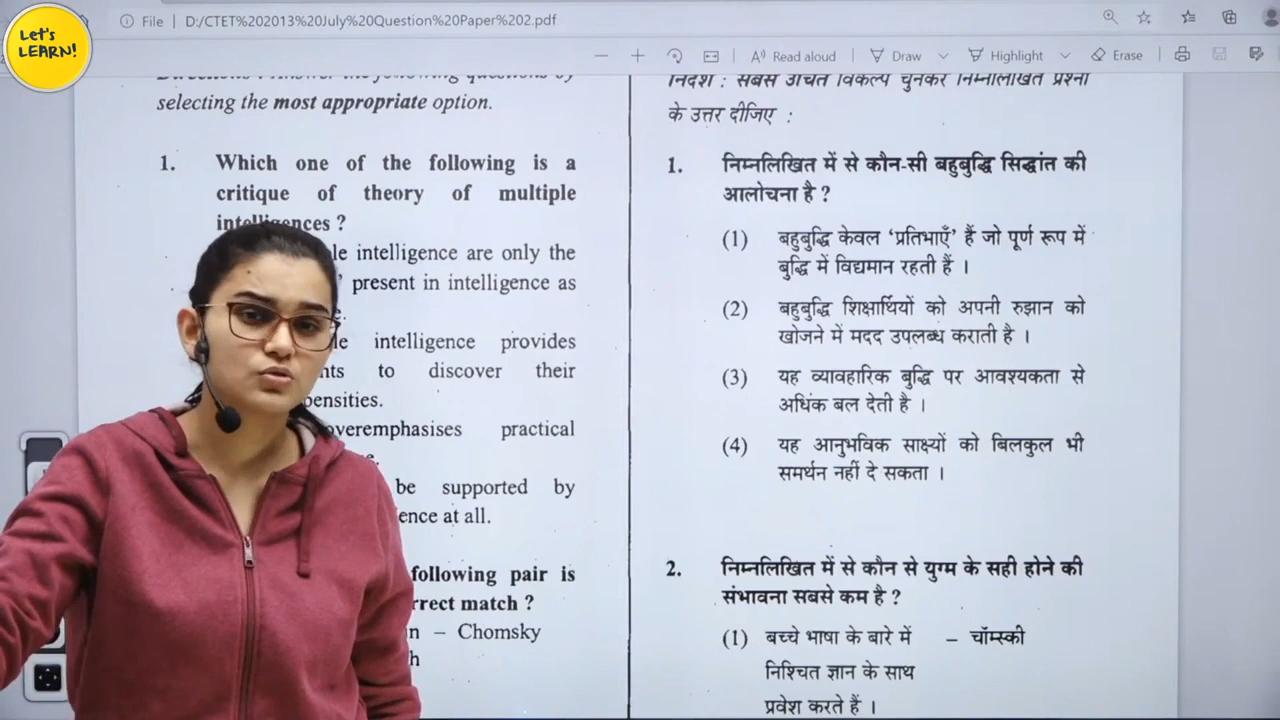 Let's
LEARN!
File | D:/CTET%202013%20July%20Question%20Paper%202.pdf
Read aloud
Draw
Highlight
Erase
selecting the most appropriate option.
1. Which one of the following is a
critique of theory of multiple
intelligences ?
intelligence are only the
present in intelligence as
intelligence provides
to discover their
overemphasises practical
be supported by
at all.
following pair is
match ?
– Chomsky
निर्देश : सबसे उचित विकल्प चुनकर निम्नलिखित प्रश्नों
के उत्तर दीजिए :
1. निम्नलिखित में से कौन-सी बहुबुद्धि सिद्धांत की
आलोचना है ?
(1) बहुबुद्धि केवल ‘प्रतिभाएँ’ हैं जो पूर्ण रूप में
बुद्धि में विद्यमान रहती हैं ।
(2) बहुबुद्धि शिक्षार्थियों को अपनी रुझान को
खोजने में मदद उपलब्ध कराती है ।
(3) यह व्यावहारिक बुद्धि पर आवश्यकता से
अधिक बल देती है ।
(4) यह आनुभविक साक्ष्यों को बिलकुल भी
समर्थन नहीं दे सकता ।
2. निम्नलिखित में से कौन से युग्म के सही होने की
संभावना सबसे कम है ?
(1) बच्चे भाषा के बारे में – चॉम्स्की
निश्चित ज्ञान के साथ
प्रवेश करते हैं ।